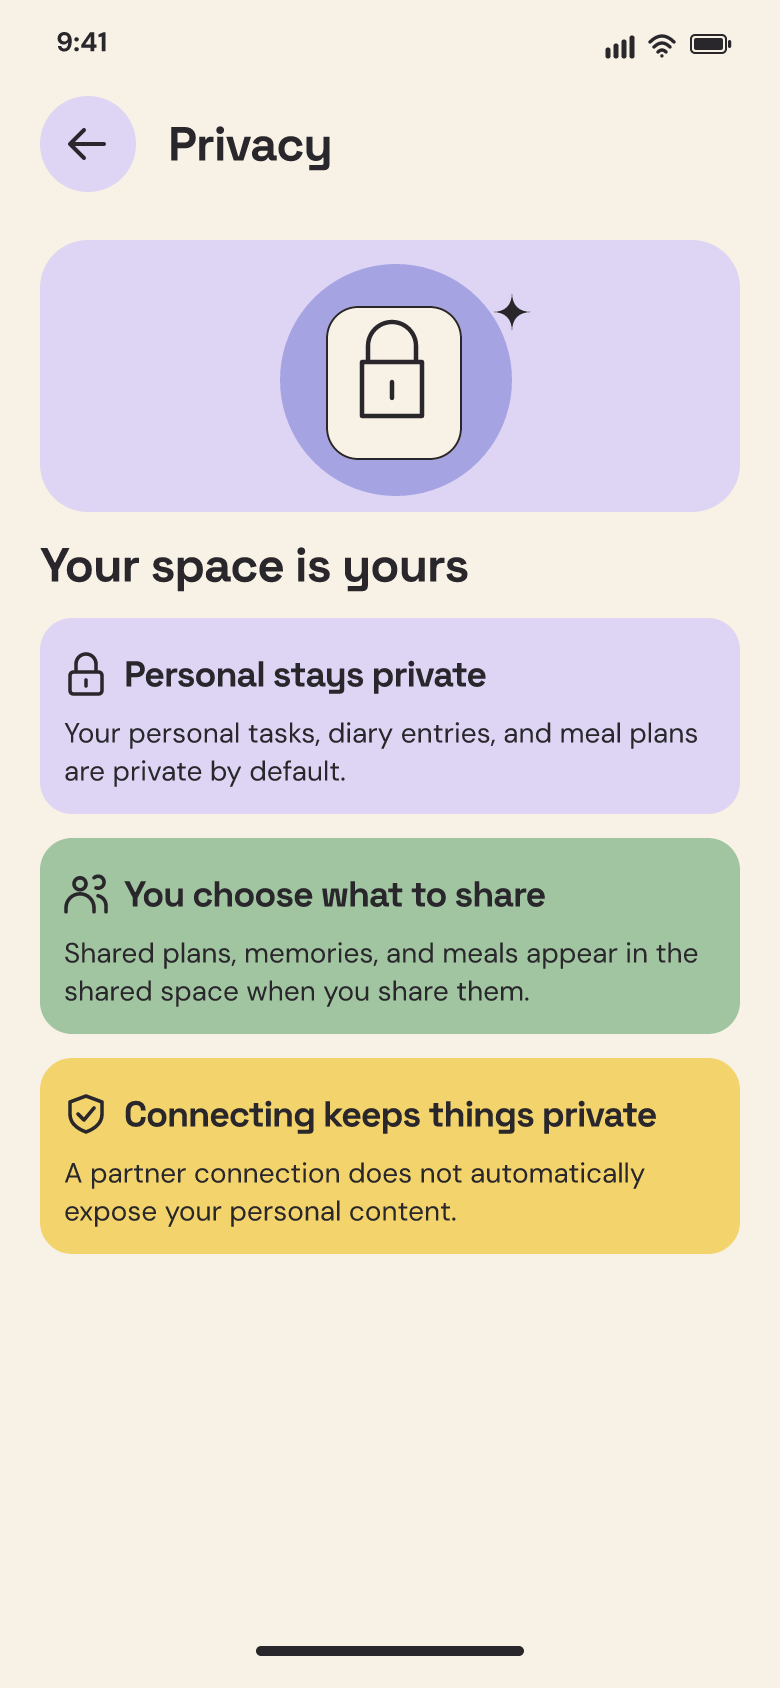 9:41
Privacy
Your space is yours
Personal stays private
Your personal tasks, diary entries, and meal plans
are private by default.
You choose what to share
Shared plans, memories, and meals appear in the
shared space when you share them.
Connecting keeps things private
A partner connection does not automatically
expose your personal content.